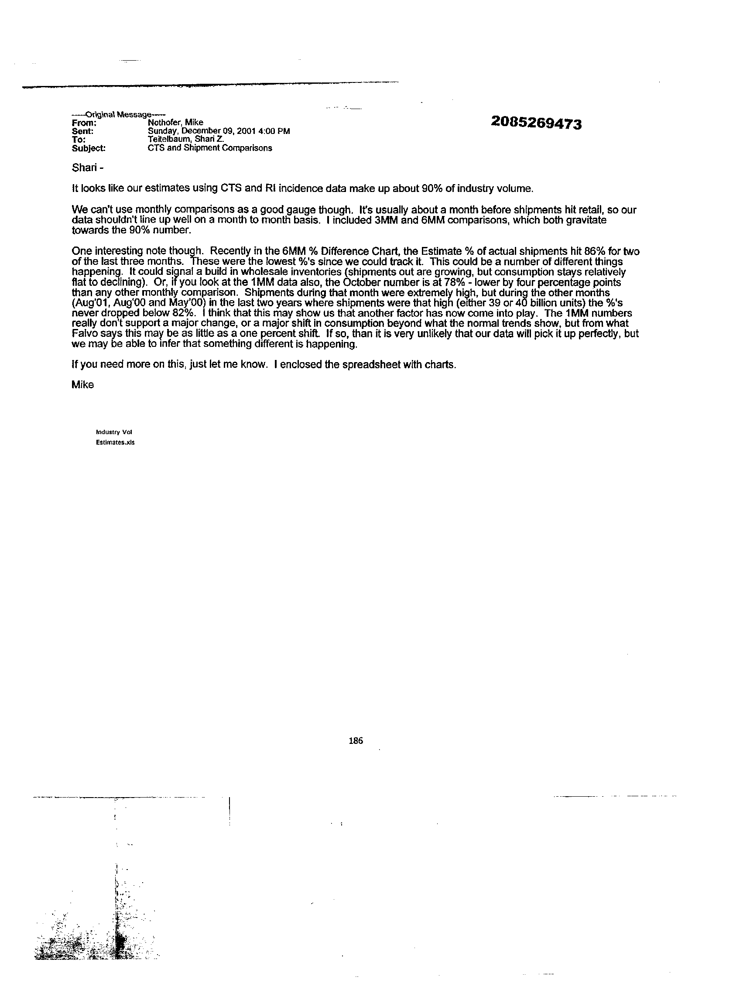 -----Original Message-----
From: Nothofer, Mike
Sent: Sunday, December 09, 2001 4:00 PM
To: Teitelbaum, Shari Z.
Subject: CTS and Shipment Comparisons
2085269473
Shari -
It looks like our estimates using CTS and RI incidence data make up about 90% of industry volume.
We can't use monthly comparisons as a good gauge though. It's usually about a month before shipments hit retail, so our
data shouldn't line up well on a month to month basis. I included 3MM and 6MM comparisons, which both gravitate
towards the 90% number.
One interesting note though. Recently in the 6MM % Difference Chart, the Estimate % of actual shipments hit 86% for two
of the last three months. These were the lowest %'s since we could track it. This could be a number of different things
happening. It could signal a build in wholesale inventories (shipments out are growing, but consumption stays relatively
flat to declining). Or, if you look at the 1MM data also, the October number is at 78% - lower by four percentage points
than any other monthly comparison. Shipments during that month were extremely high, but during the other months
(Aug'01, Aug'00 and May'00) in the last two years where shipments were that high (either 39 or 40 billion units) the %'s
never dropped below 82%. I think that this may show us that another factor has now come into play. The 1MM numbers
really don't support a major change, or a major shift in consumption beyond what the normal trends show, but from what
Falvo says this may be as little as a one percent shift. If so, than it is very unlikely that our data will pick it up perfectly, but
we may be able to infer that something different is happening.
If you need more on this, just let me know. I enclosed the spreadsheet with charts.
Mike
Industry Vol
Estimates.xls
186